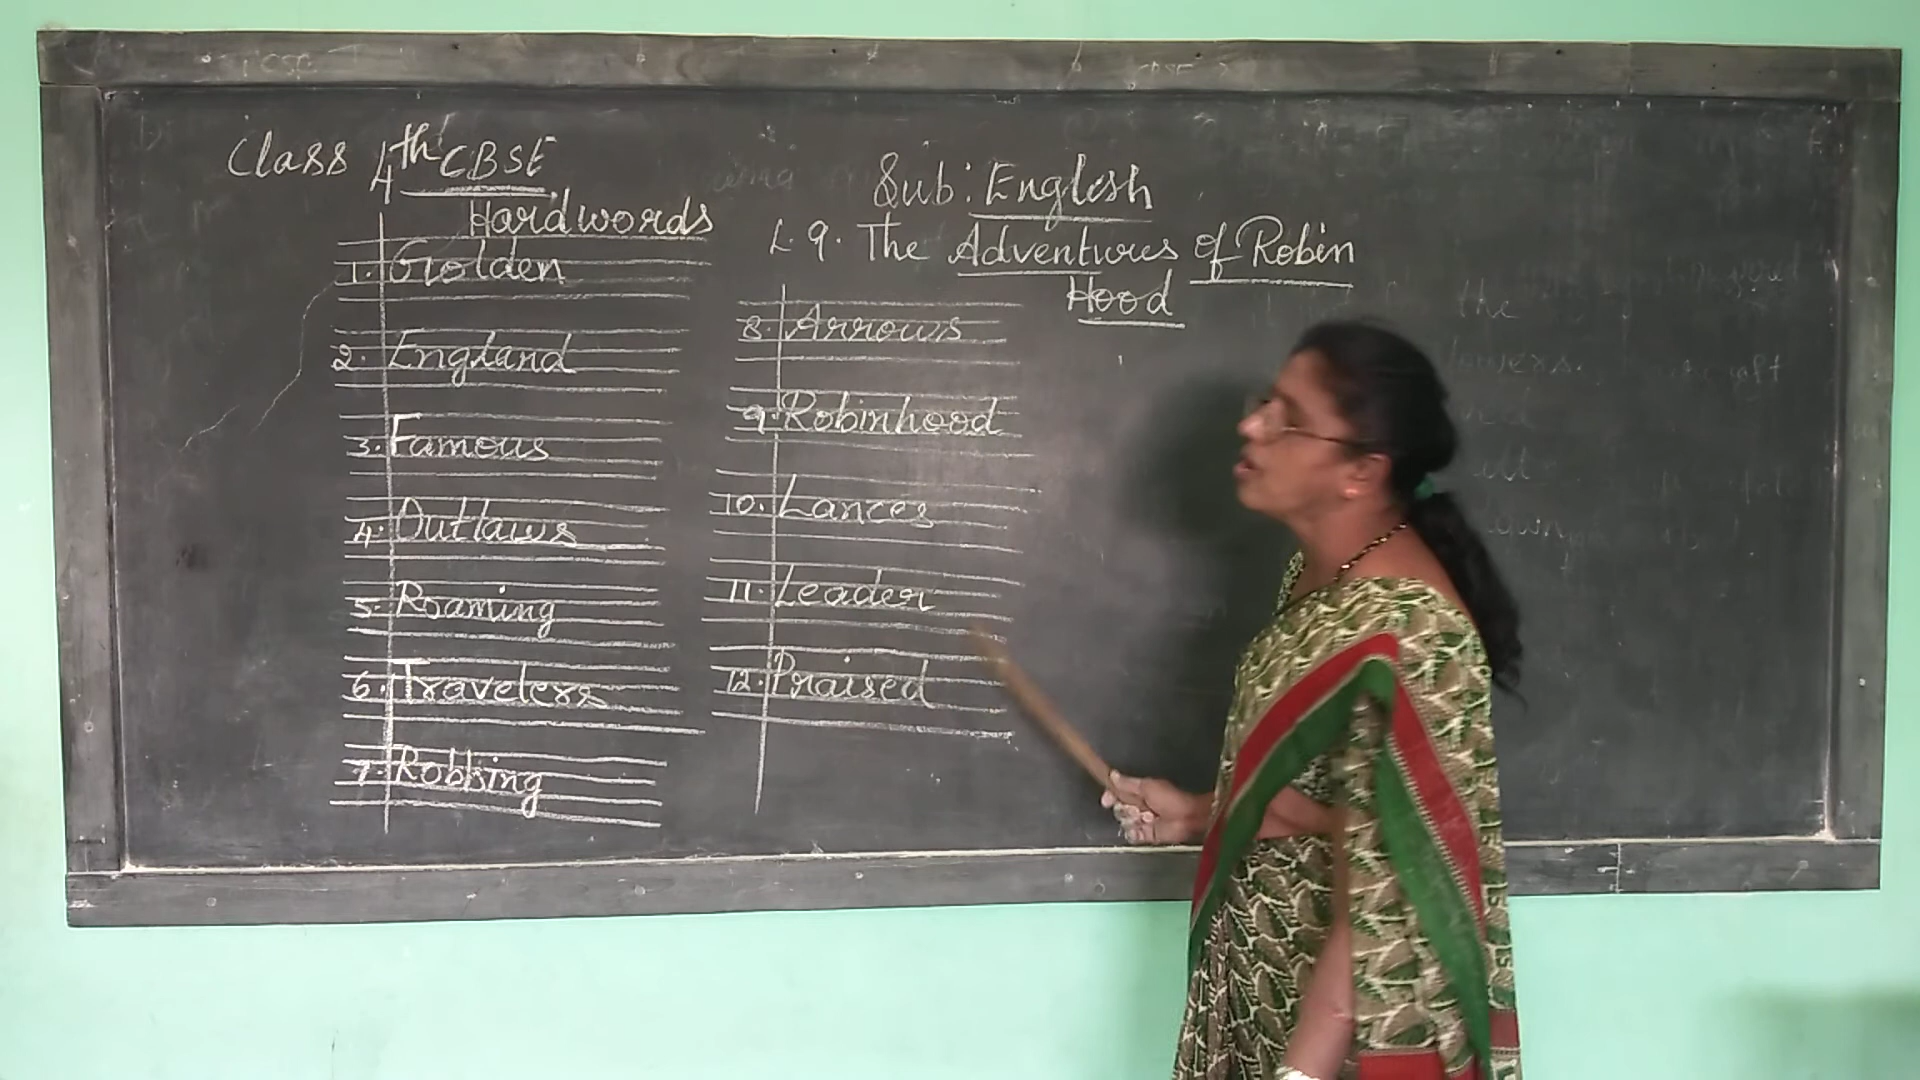 Class 4th CBSE
Hardwords
1. Golden
2. England
3. Famous
4. Outlaws
5. Roaming
6. Travelers
7. Robbing
Sub: English
L. 9. The Adventures of Robin
Hood
8. Arrows
9. Robinhood
10. Lances
11. Leader
12. Praised
the